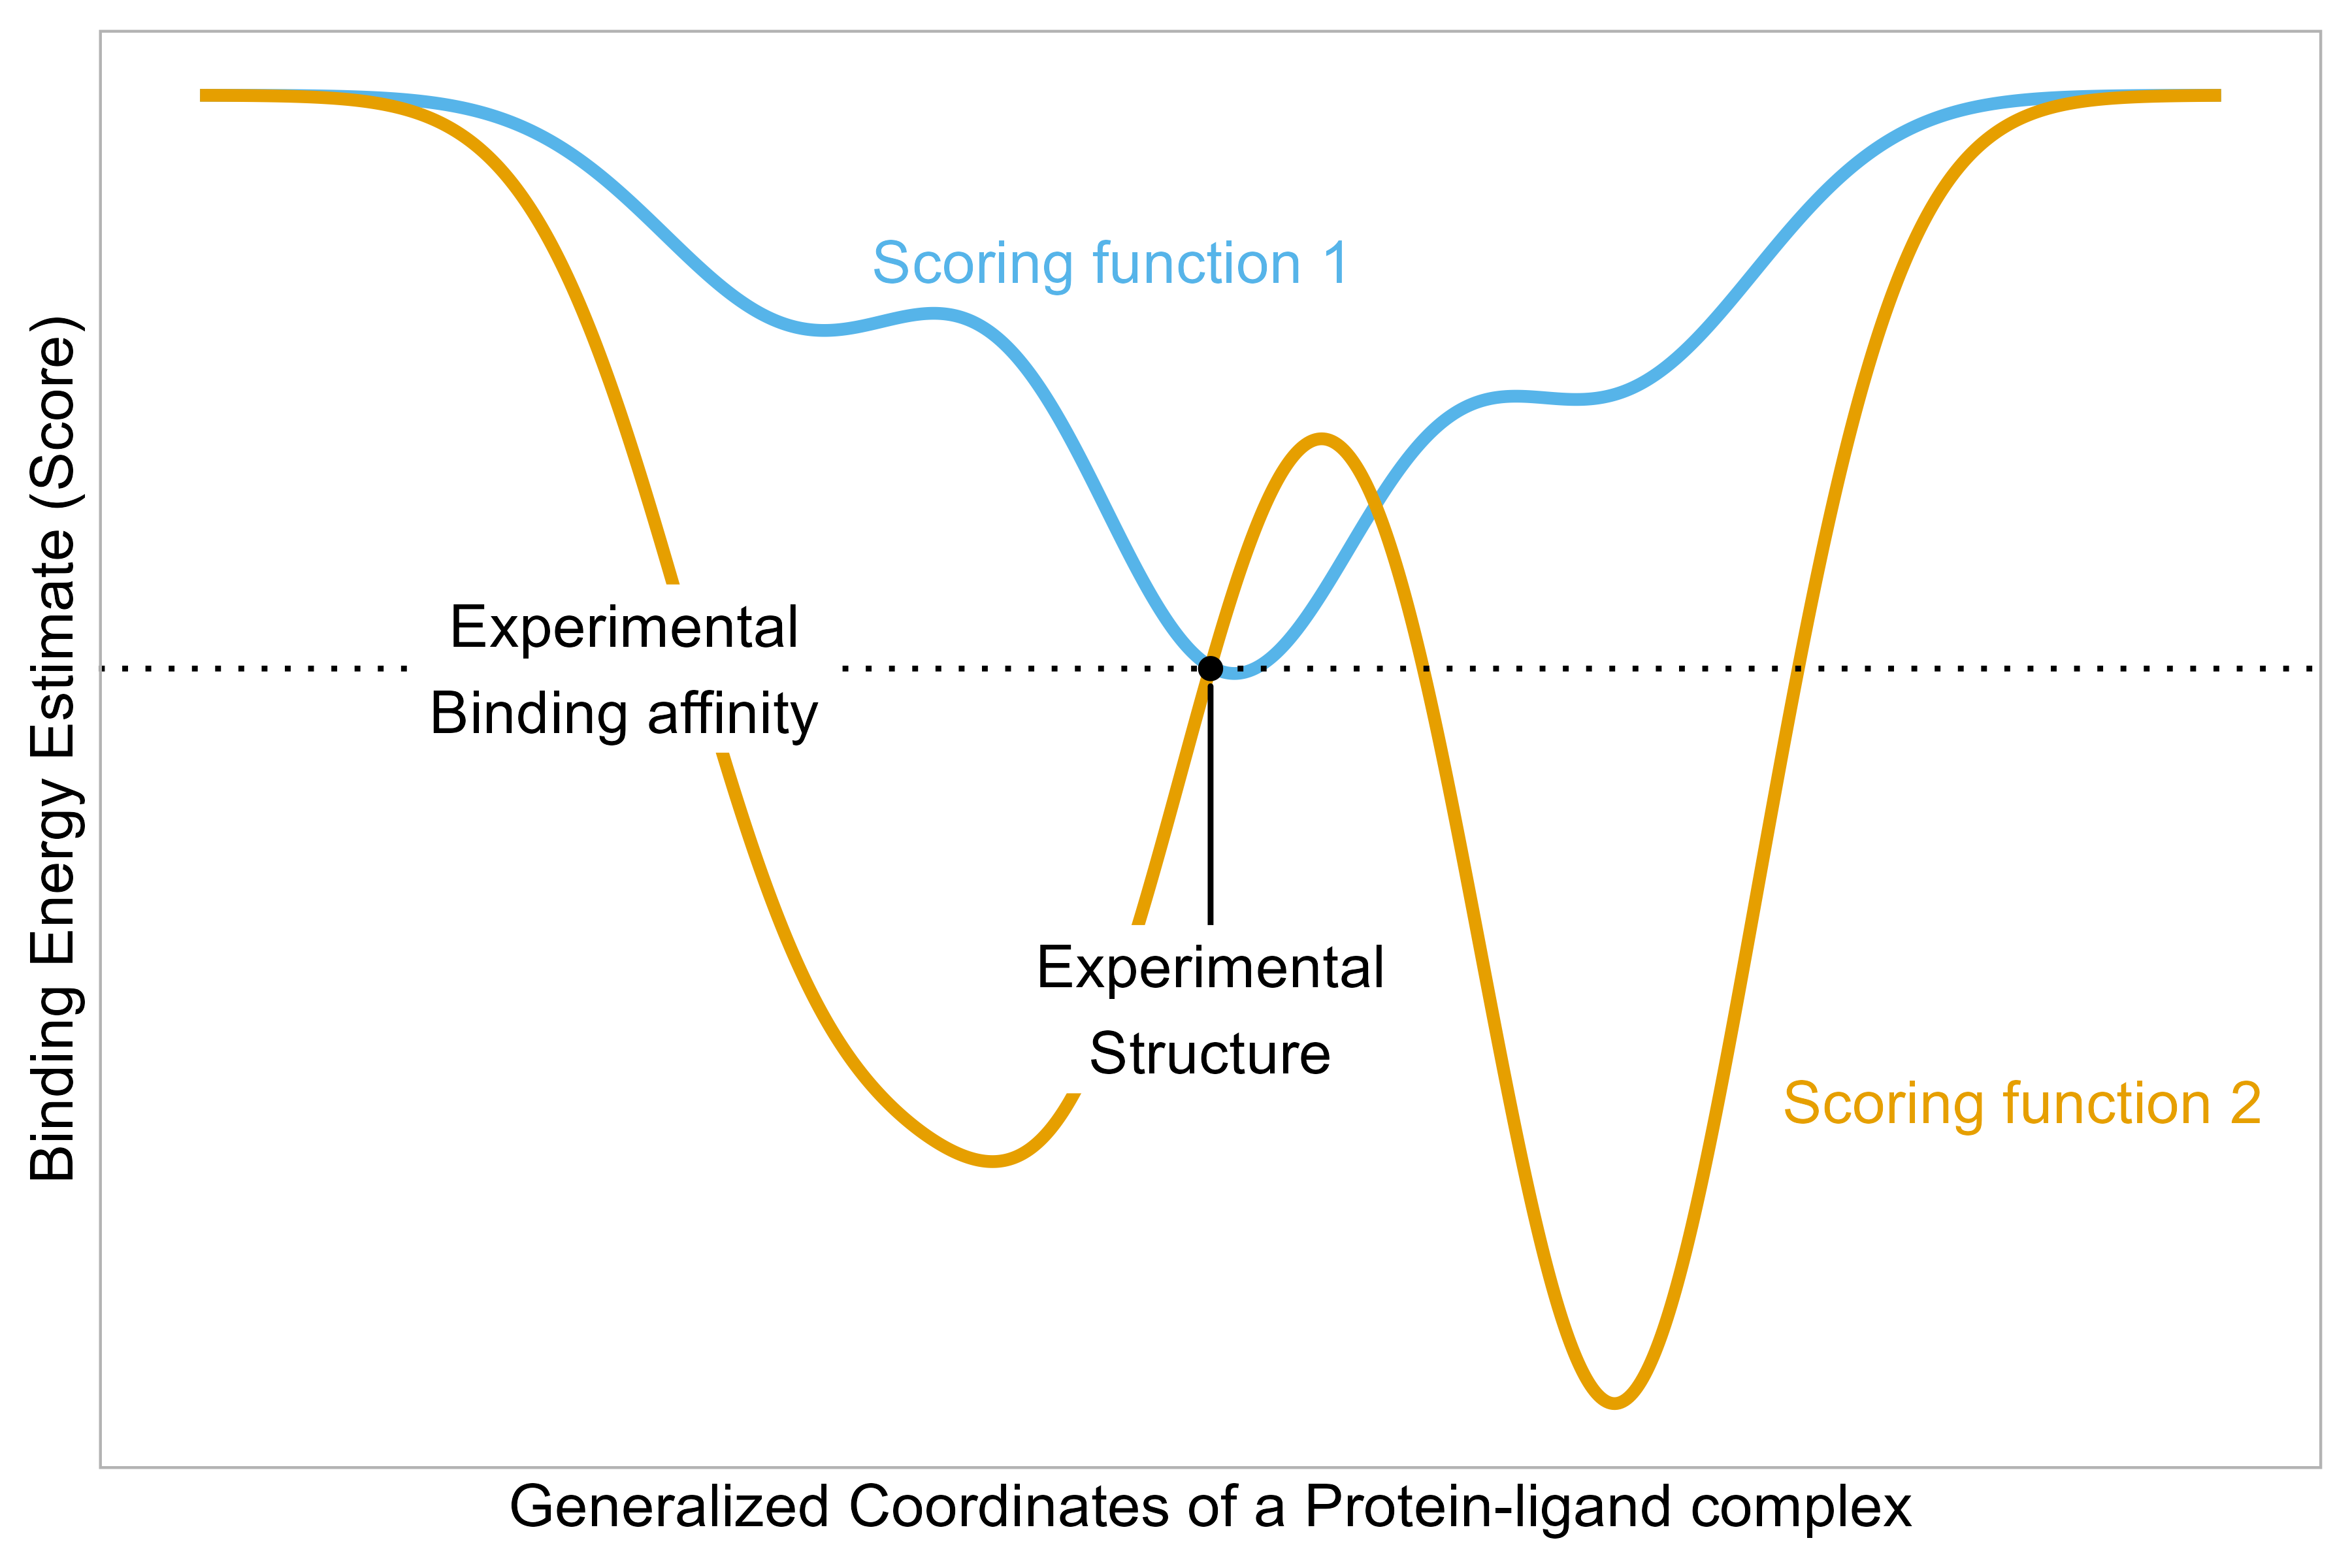 Scoring function 1
Binding Energy Estimate (Score)
Experimental
Binding affinity
Experimental
Structure
Scoring function 2
Generalized Coordinates of a Protein-ligand complex